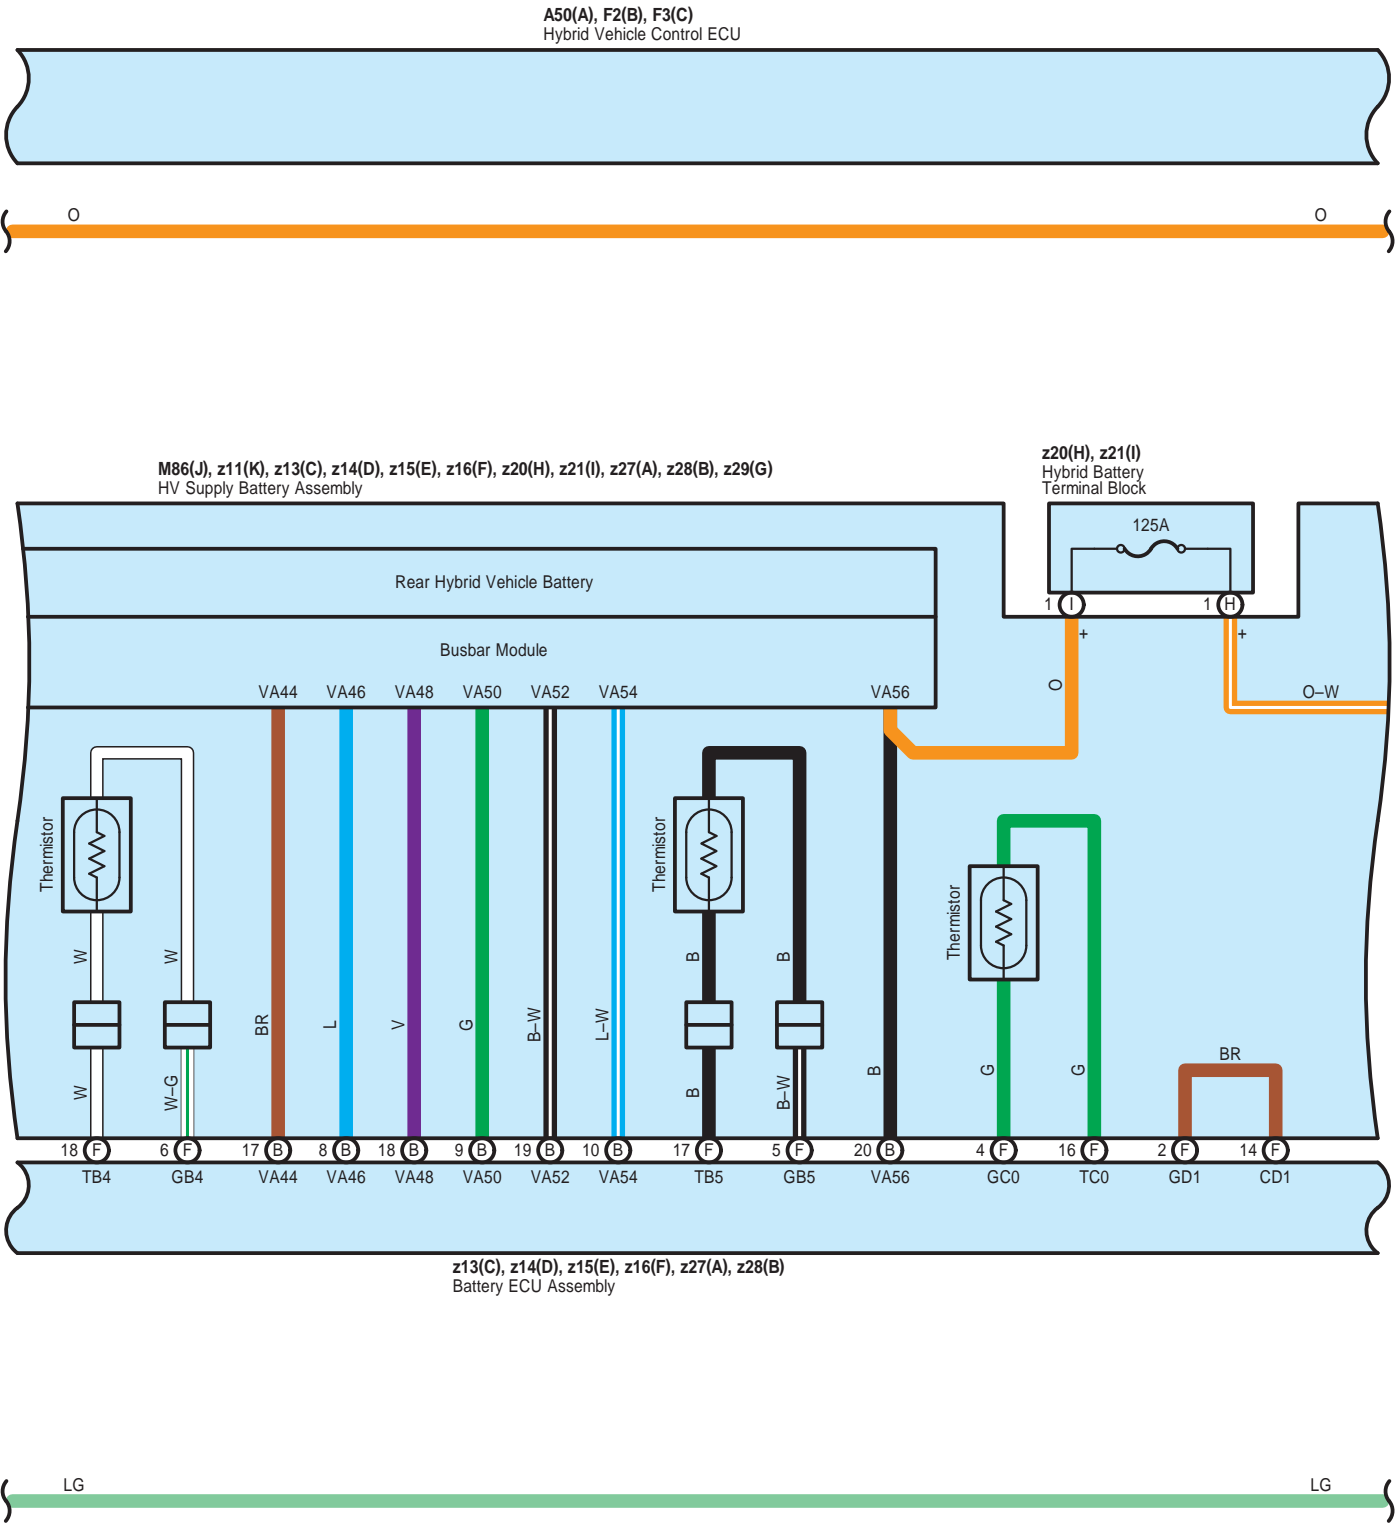 A50(A), F2(B), F3(C)
Hybrid Vehicle Control ECU
O O
M86(J), z11(K), z13(C), z14(D), z15(E), z16(F), z20(H), z21(I), z27(A), z28(B), z29(G)
HV Supply Battery Assembly
z20(H), z21(I)
Hybrid Battery
Terminal Block
125A
Rear Hybrid Vehicle Battery
1 I 1 H
+ +
Busbar Module
VA44 VA46 VA48 VA50 VA52 VA54 VA56
O
O–W
Thermistor
Thermistor
Thermistor
W W B B
BR L V G B–W L–W
W W–G B B–W B G G
BR
18 F 6 F 17 B 8 B 18 B 9 B 19 B 10 B 17 F 5 F 20 B 4 F 16 F 2 F 14 F
TB4 GB4 VA44 VA46 VA48 VA50 VA52 VA54 TB5 GB5 VA56 GC0 TC0 GD1 CD1
z13(C), z14(D), z15(E), z16(F), z27(A), z28(B)
Battery ECU Assembly
LG LG